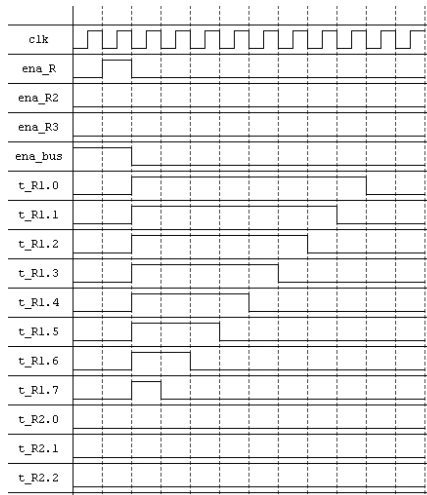 clk
ena_R
ena_R2
ena_R3
ena_bus
t_R1.0
t_R1.1
t_R1.2
t_R1.3
t_R1.4
t_R1.5
t_R1.6
t_R1.7
t_R2.0
t_R2.1
t_R2.2